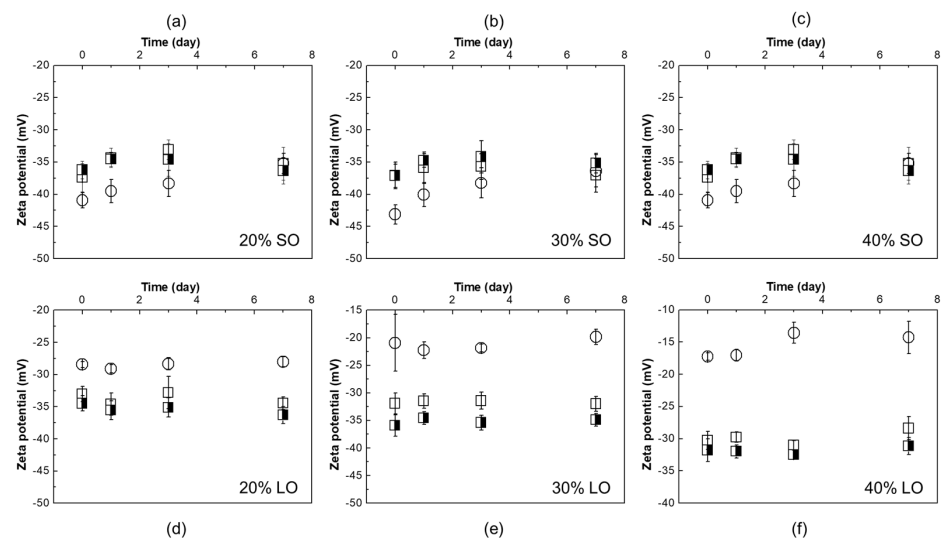 (a) (b) (c)
Time (day) Time (day) Time (day)
0 2 4 6 8 0 2 4 6 8 0 2 4 6 8
-20 -20 -20
-25 -25 -25
-30 -30 -30
-35 -35 -35
-40 -40 -40
-45 -45 -45
-50 -50 -50
Zeta potential (mV) Zeta potential (mV) Zeta potential (mV)
20% SO 30% SO 40% SO
Time (day) Time (day) Time (day)
0 2 4 6 8 0 2 4 6 8 0 2 4 6 8
-20 -15 -10
-25 -20 -15
-30 -25 -20
-35 -30 -25
-40 -35 -30
-45 -40 -35
-50 -45 -40
-50
Zeta potential (mV) Zeta potential (mV) Zeta potential (mV)
20% LO 30% LO 40% LO
(d) (e) (f)